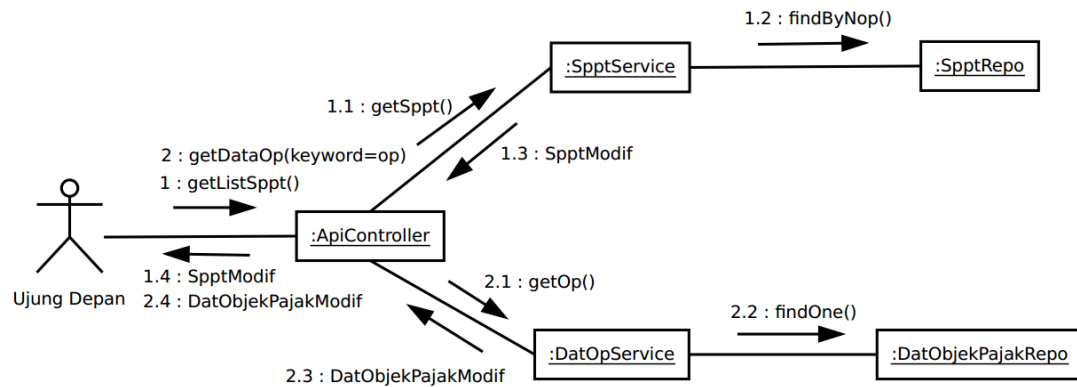 1.2 : findByNop()
:SpptService
:SpptRepo
1.1 : getSppt()
2 : getDataOp(keyword=op)
1.3 : SpptModif
1 : getListSppt()
:ApiController
1.4 : SpptModif
2.4 : DatObjekPajakModif
Ujung Depan
2.1 : getOp()
2.2 : findOne()
:DatOpService
:DatObjekPajakRepo
2.3 : DatObjekPajakModif